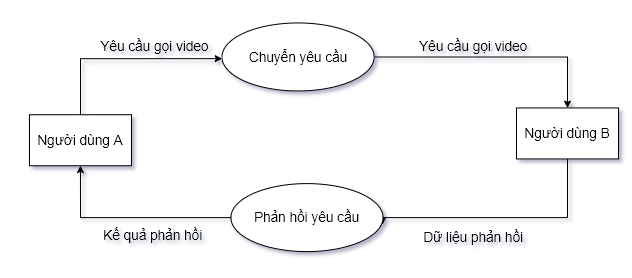 Yêu cầu gọi video
Chuyển yêu cầu
Yêu cầu gọi video
Người dùng A
Người dùng B
Phản hồi yêu cầu
Kế quả phản hồi
Dữ liệu phản hồi